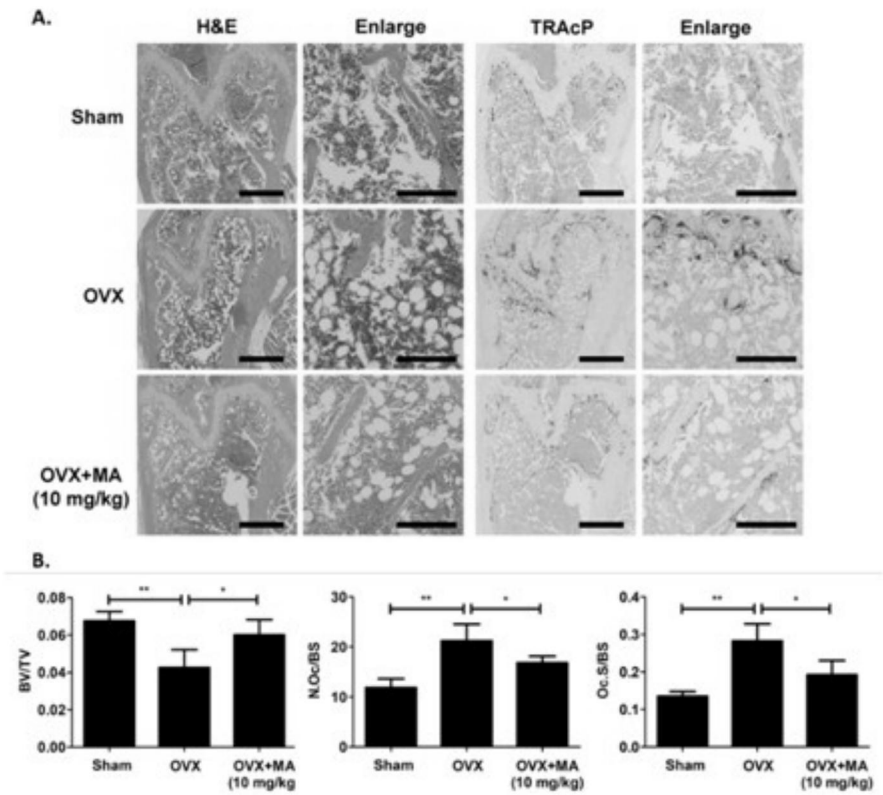 A.
H&E Enlarge TRAcP Enlarge
Sham
OVX
OVX+MA
(10 mg/kg)
B.
** *
0.08
0.06
0.04
0.02
0.00
BV/TV
Sham OVX OVX+MA
(10 mg/kg
** *
30
20
10
0
N.Oc/BS
Sham OVX OVX+MA
(10 mg/kg)
** *
0.4
0.3
0.2
0.1
0.0
Oc.S/BS
Sham OVX OVX+MA
(10 mg/kg)